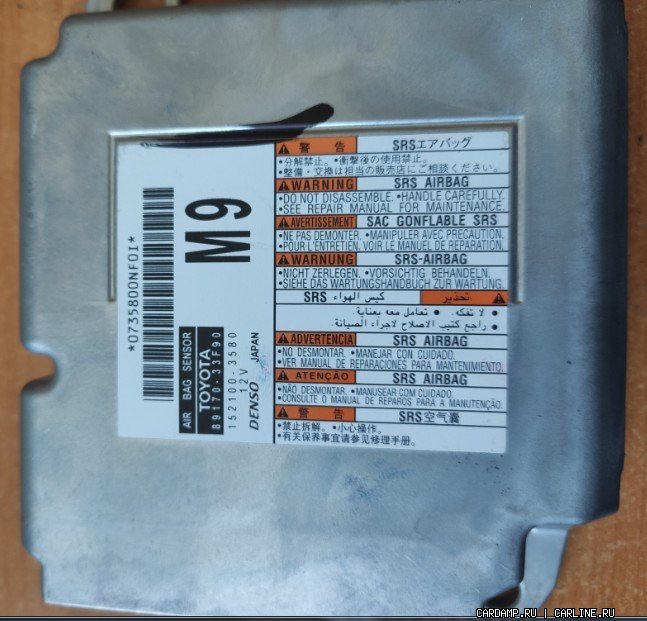 *0735800NF0I*
AIR BAG SENSOR
TOYOTA
89170-33F90
152100-3580
12V
DENSO JAPAN
M9
警告 SRSエアバッグ
•分解禁止。 •衝撃後の使用禁止。
•整備・交換は担当の販売店にご相談ください。
WARNING SRS AIRBAG
•DO NOT DISASSEMBLE. •HANDLE CAREFULLY
•SEE REPAIR MANUAL FOR MAINTENANCE.
AVERTISSEMENT SAC GONFLABLE SRS
•NE PAS DEMONTER. •MANIPULER AVEC PRÉCAUTION.
•POUR L'ENTRETIEN. VOIR LE MANUEL DE REPARATION.
WARNUNG SRS-AIRBAG
•NICHT ZERLEGEN. •VORSICHTIG BEHANDELN.
•SIEHE DAS WARTUNGSHANDBUCH ZUR WARTUNG.
تحذير كيس الهواء SRS
• لا تفكه. • تعامل معه بعناية.
• راجع كتيب الاصلاح لاجراء الصيانة.
ADVERTENCIA SRS AIRBAG
•NO DESMONTAR. •MANEJAR CON CUIDADO.
•VER MANUAL DE REPARACIONES PARA MANTENIMIENTO.
ATENÇÃO SRS AIRBAG
•NÃO DESMONTAR. •MANUSEAR COM CUIDADO.
•CONSULTE O MANUAL DE REPAROS PARA A MANUTENÇÃO.
警告 SRS空气囊
•禁止拆解。 •小心操作。
•有关保养事宜请参见修理手册。
CARDAMP.RU | CARLINE.RU